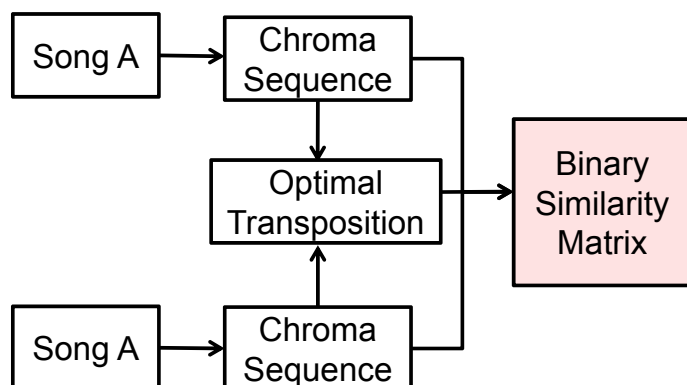 Song A
Chroma
Sequence
Optimal
Transposition
Binary
Similarity
Matrix
Song A
Chroma
Sequence